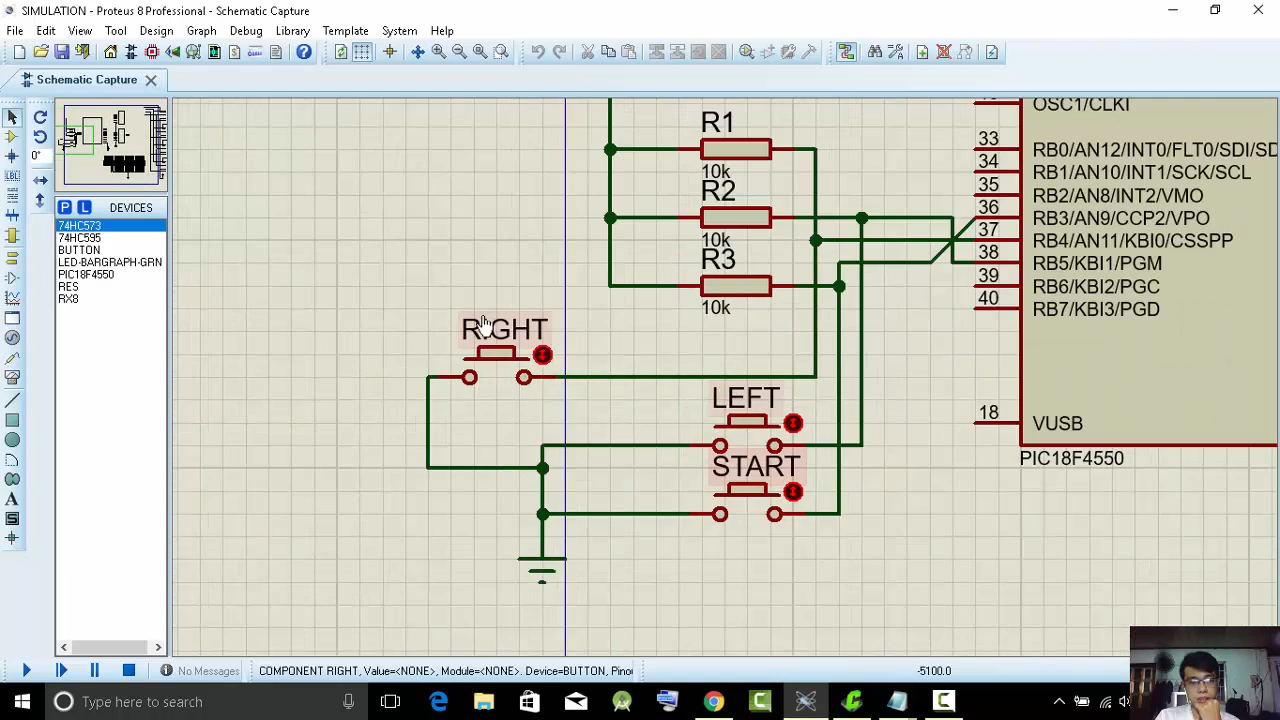 SIMULATION - Proteus 8 Professional - Schematic Capture
File Edit View Tool Design Graph Debug Library Template System Help
Schematic Capture
0°
P L DEVICES
74HC573
74HC595
BUTTON
LED-BARGRAPH-GRN
PIC18F4550
RES
RX8
R1
10k
R2
10k
R3
10k
RIGHT
LEFT
START
OSC1/CLKI
33 RB0/AN12/INT0/FLT0/SDI/SD
34 RB1/AN10/INT1/SCK/SCL
35 RB2/AN8/INT2/VMO
36 RB3/AN9/CCP2/VPO
37 RB4/AN11/KBI0/CSSPP
38 RB5/KBI1/PGM
39 RB6/KBI2/PGC
40 RB7/KBI3/PGD
18 VUSB
PIC18F4550
No Messages
COMPONENT RIGHT, Value=<NONE>, Module=<NONE>. Device=BUTTON, Pino
-5100.0
Type here to search